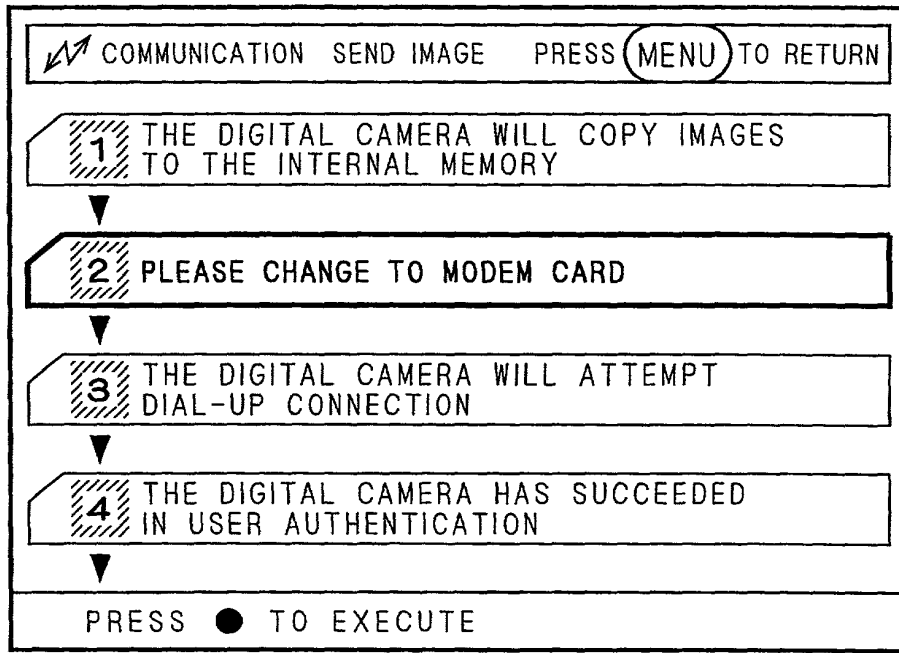 COMMUNICATION SEND IMAGE PRESS MENU TO RETURN
1 THE DIGITAL CAMERA WILL COPY IMAGES
TO THE INTERNAL MEMORY
2 PLEASE CHANGE TO MODEM CARD
3 THE DIGITAL CAMERA WILL ATTEMPT
DIAL-UP CONNECTION
4 THE DIGITAL CAMERA HAS SUCCEEDED
IN USER AUTHENTICATION
PRESS ● TO EXECUTE